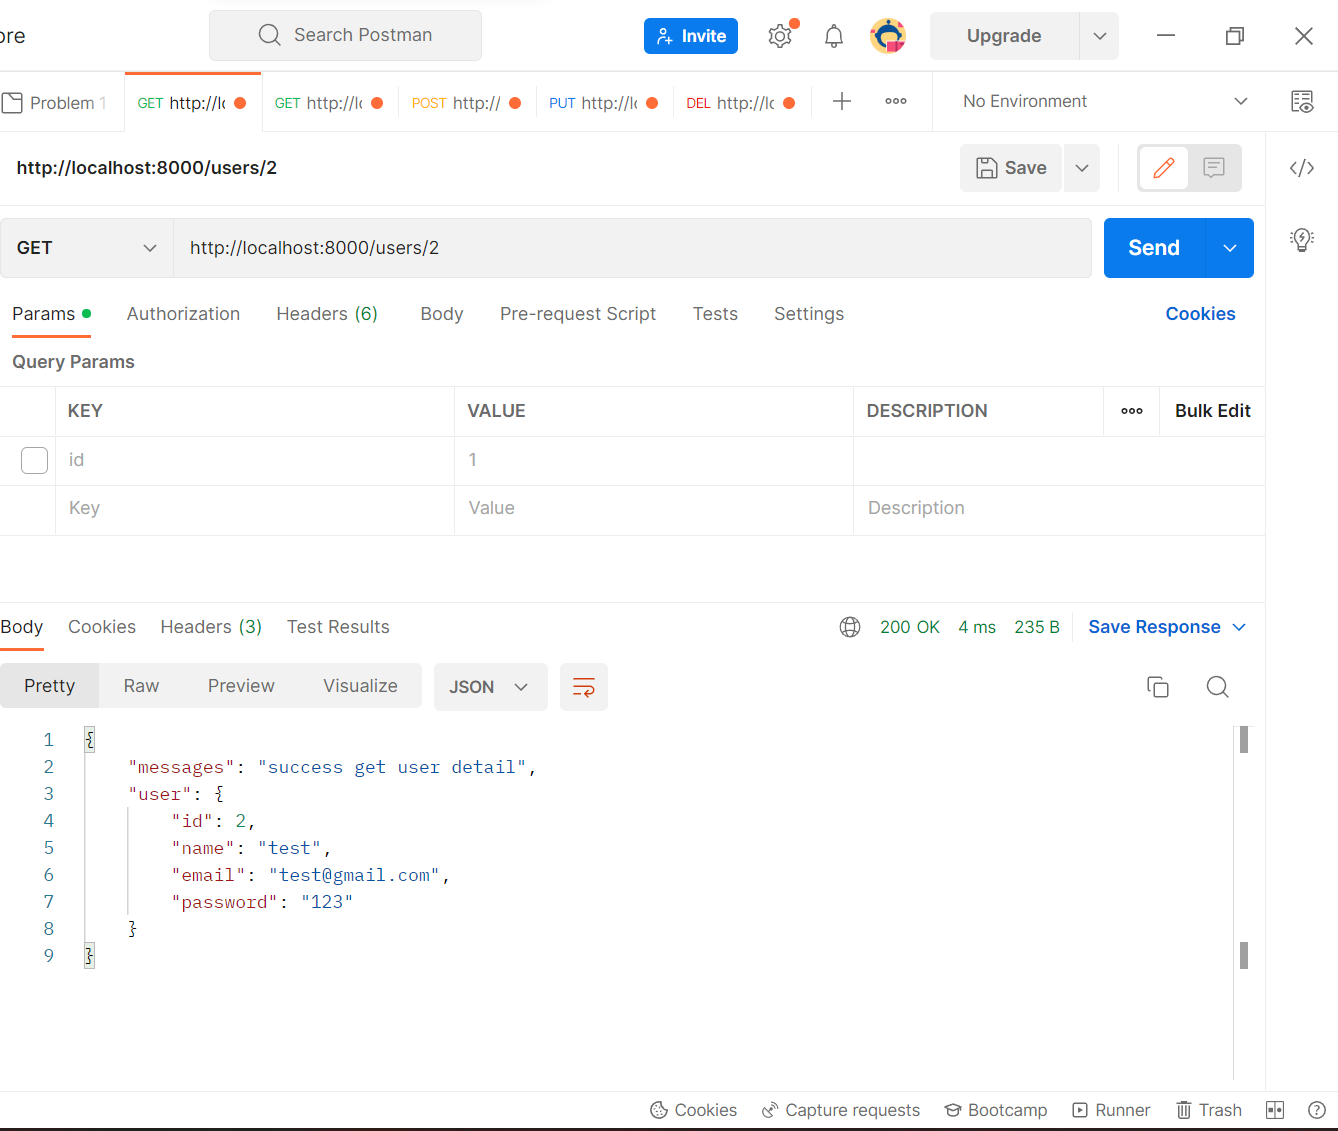 ore
Search Postman
Invite
Upgrade
Problem 1
GET http://lo
GET http://lo
POST http://
PUT http://lo
DEL http://lo
No Environment
http://localhost:8000/users/2
Save
GET
http://localhost:8000/users/2
Send
Params
Authorization
Headers (6)
Body
Pre-request Script
Tests
Settings
Cookies
Query Params
KEY
VALUE
DESCRIPTION
Bulk Edit
id
1
Key
Value
Description
Body
Cookies
Headers (3)
Test Results
200 OK
4 ms
235 B
Save Response
Pretty
Raw
Preview
Visualize
JSON
1 {
2 "messages": "success get user detail",
3 "user": {
4 "id": 2,
5 "name": "test",
6 "email": "test@gmail.com",
7 "password": "123"
8 }
9 }
Cookies
Capture requests
Bootcamp
Runner
Trash